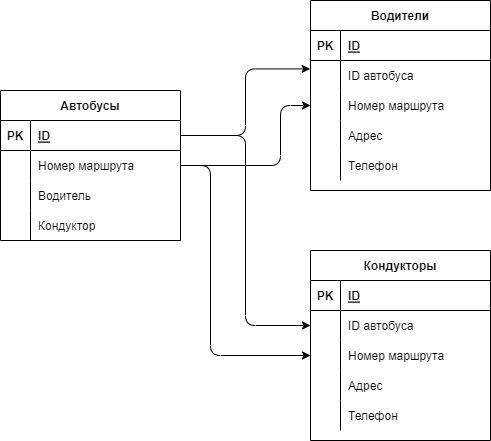 Водители
PK ID
ID автобуса
Номер маршрута
Адрес
Телефон
Автобусы
PK ID
Номер маршрута
Водитель
Кондуктор
Кондукторы
PK ID
ID автобуса
Номер маршрута
Адрес
Телефон